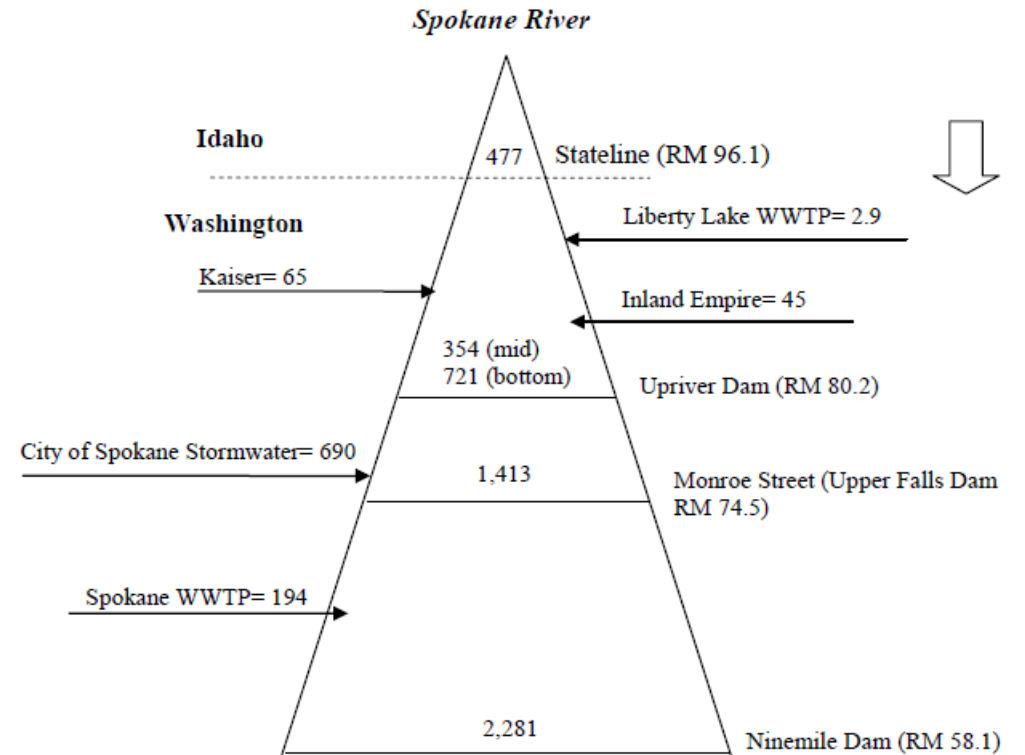 Spokane River
Idaho
477
Stateline (RM 96.1)
Washington
Liberty Lake WWTP= 2.9
Kaiser= 65
Inland Empire= 45
354 (mid)
721 (bottom)
Upriver Dam (RM 80.2)
City of Spokane Stormwater= 690
1,413
Monroe Street (Upper Falls Dam
RM 74.5)
Spokane WWTP= 194
2,281
Ninemile Dam (RM 58.1)